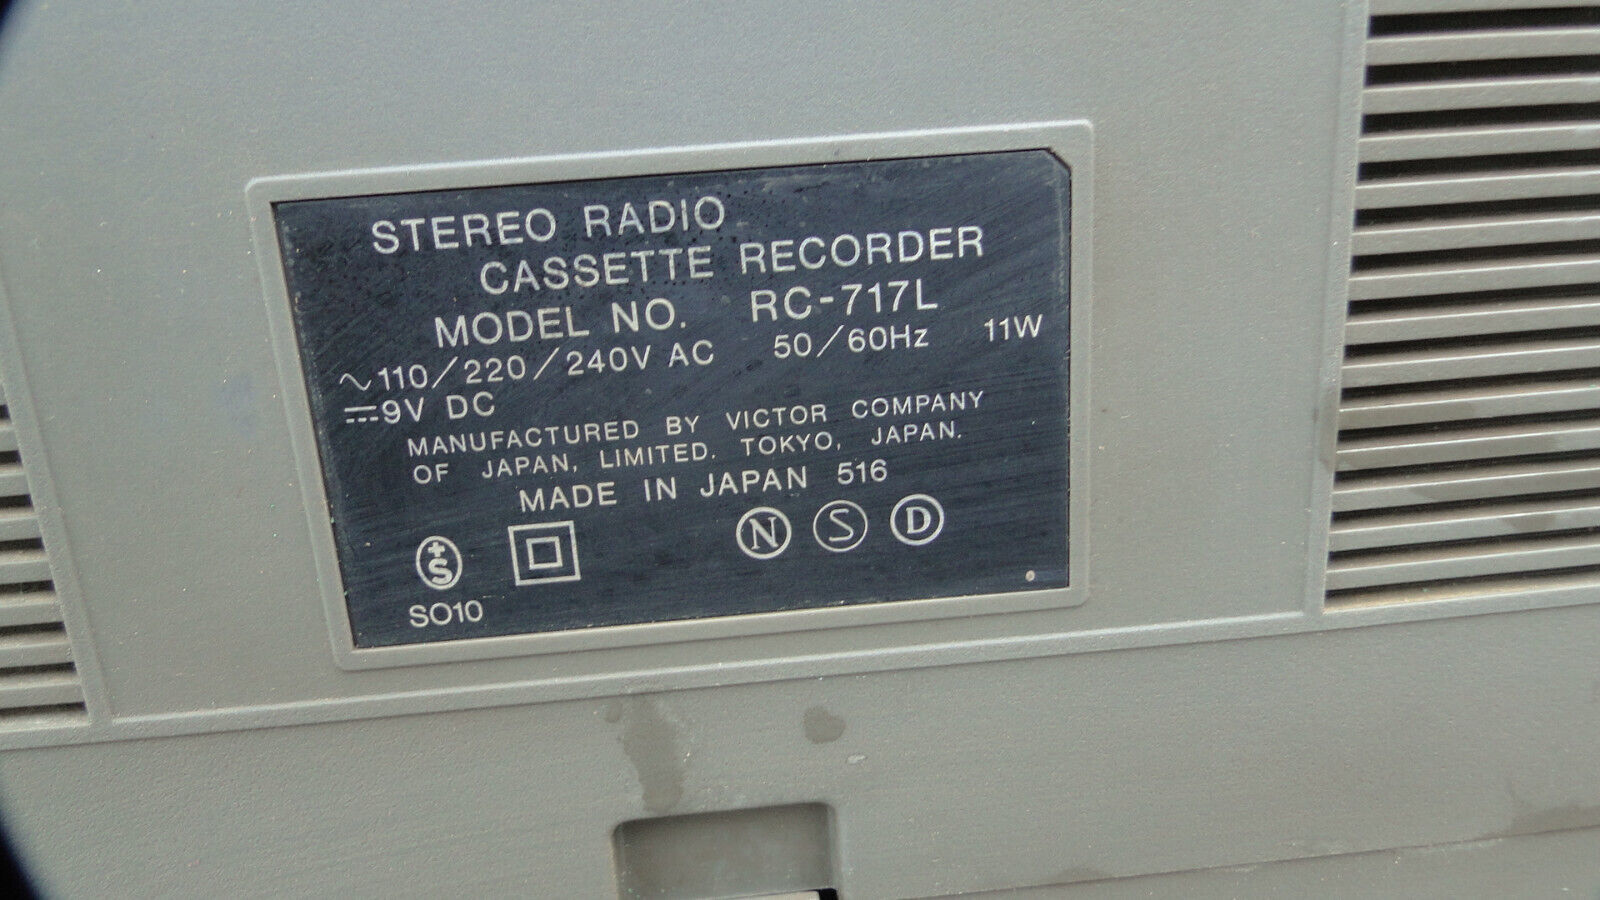 STEREO RADIO
CASSETTE RECORDER
MODEL NO. RC-717L
∿110/220/240V AC 50/60Hz 11W
⎓9V DC
MANUFACTURED BY VICTOR COMPANY
OF JAPAN, LIMITED. TOKYO, JAPAN.
MADE IN JAPAN 516
+S N S D
SO10